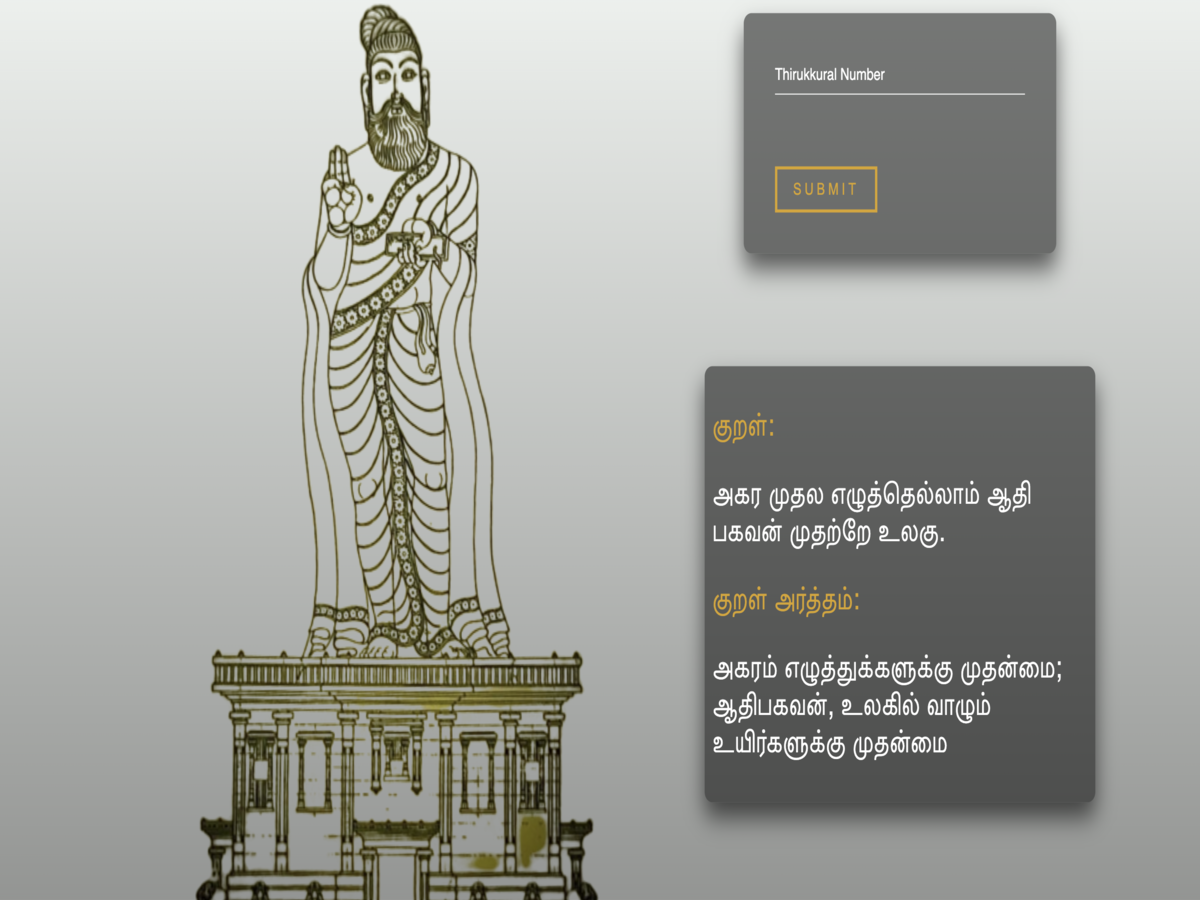 Thirukkural Number
SUBMIT
குறள்:
அகர முதல எழுத்தெல்லாம் ஆதி
பகவன் முதற்றே உலகு.
குறள் அர்த்தம்:
அகரம் எழுத்துக்களுக்கு முதன்மை;
ஆதிபகவன், உலகில் வாழும்
உயிர்களுக்கு முதன்மை